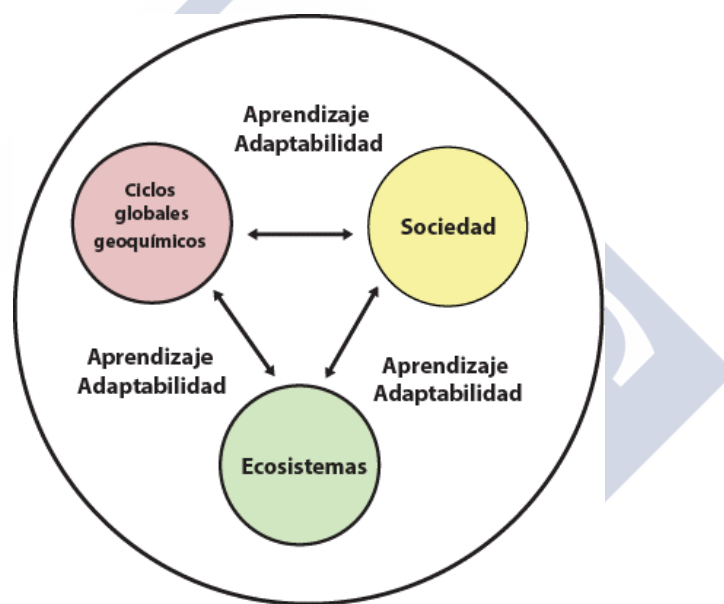 Aprendizaje
Adaptabilidad
Ciclos
globales
geoquímicos
Sociedad
Aprendizaje
Adaptabilidad
Aprendizaje
Adaptabilidad
Ecosistemas